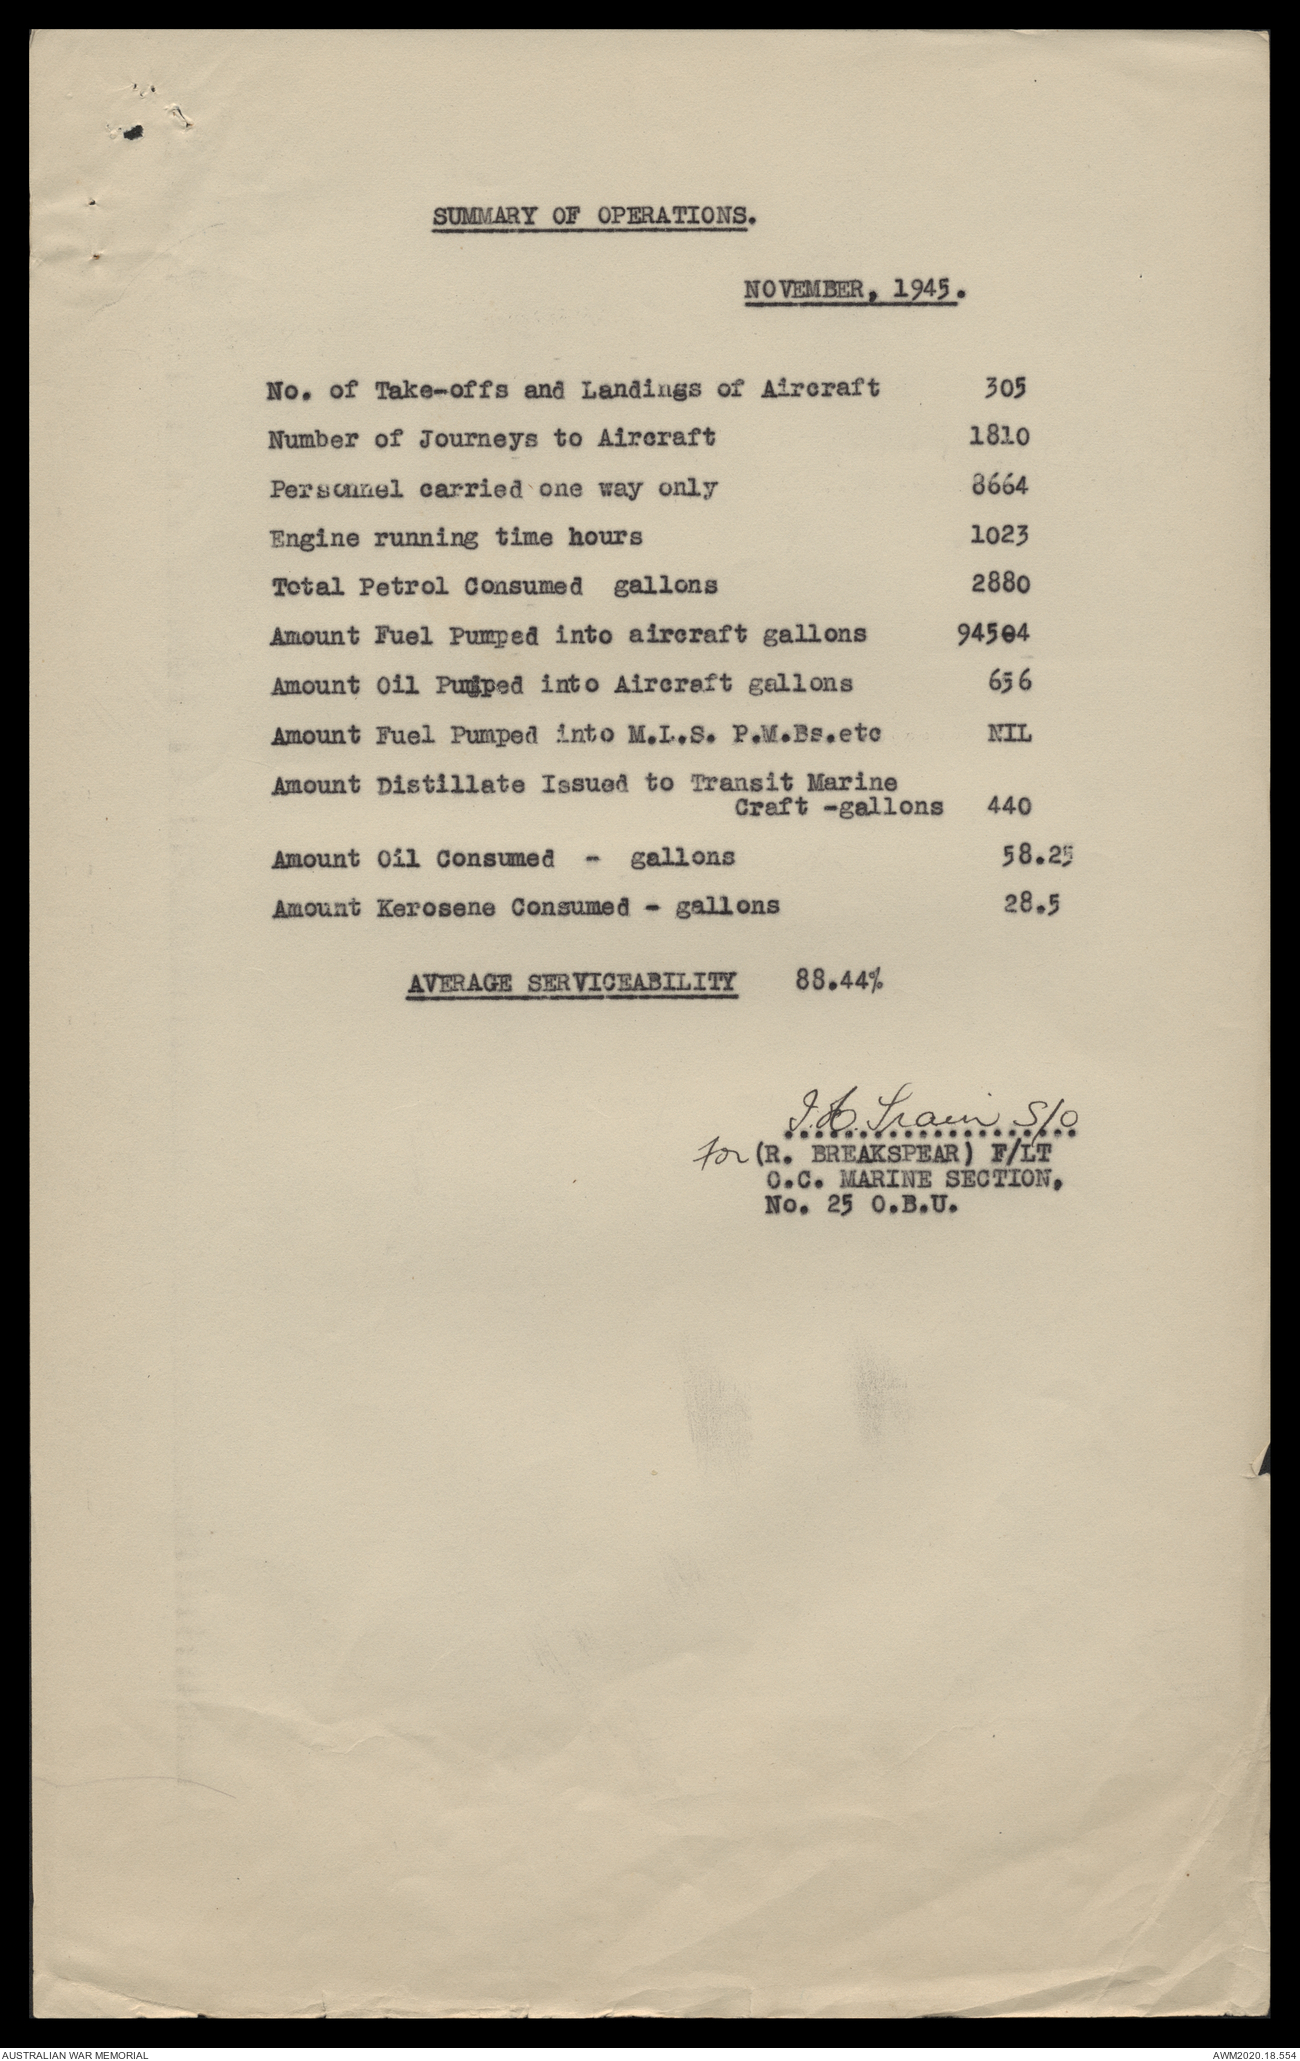 SUMMARY OF OPERATIONS.
NOVEMBER, 1945.
No. of Take-offs and Landings of Aircraft 305
Number of Journeys to Aircraft 1810
Personnel carried one way only 8664
Engine running time hours 1023
Total Petrol Consumed gallons 2880
Amount Fuel Pumped into aircraft gallons 94504
Amount Oil Pumped into Aircraft gallons 656
Amount Fuel Pumped into M.L.S. P.M.Bs.etc NIL
Amount Distillate Issued to Transit Marine
Craft -gallons 440
Amount Oil Consumed - gallons 58.25
Amount Kerosene Consumed - gallons 28.5
AVERAGE SERVICEABILITY 88.44%
Train S/O
for (R. BREAKSPEAR) F/LT
O.C. MARINE SECTION,
No. 25 O.B.U.
AUSTRALIAN WAR MEMORIAL AWM2020.18.554